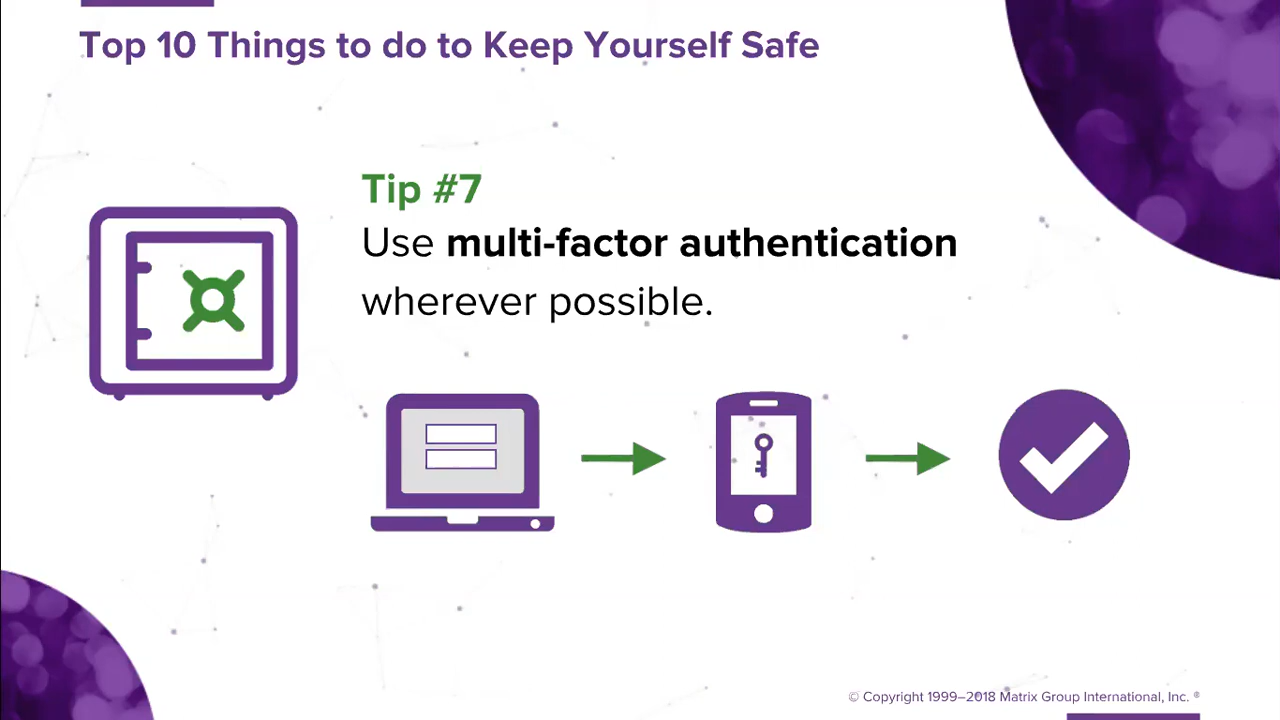 Top 10 Things to do to Keep Yourself Safe
Tip #7
Use multi-factor authentication
wherever possible.
© Copyright 1999–2018 Matrix Group International, Inc. ®